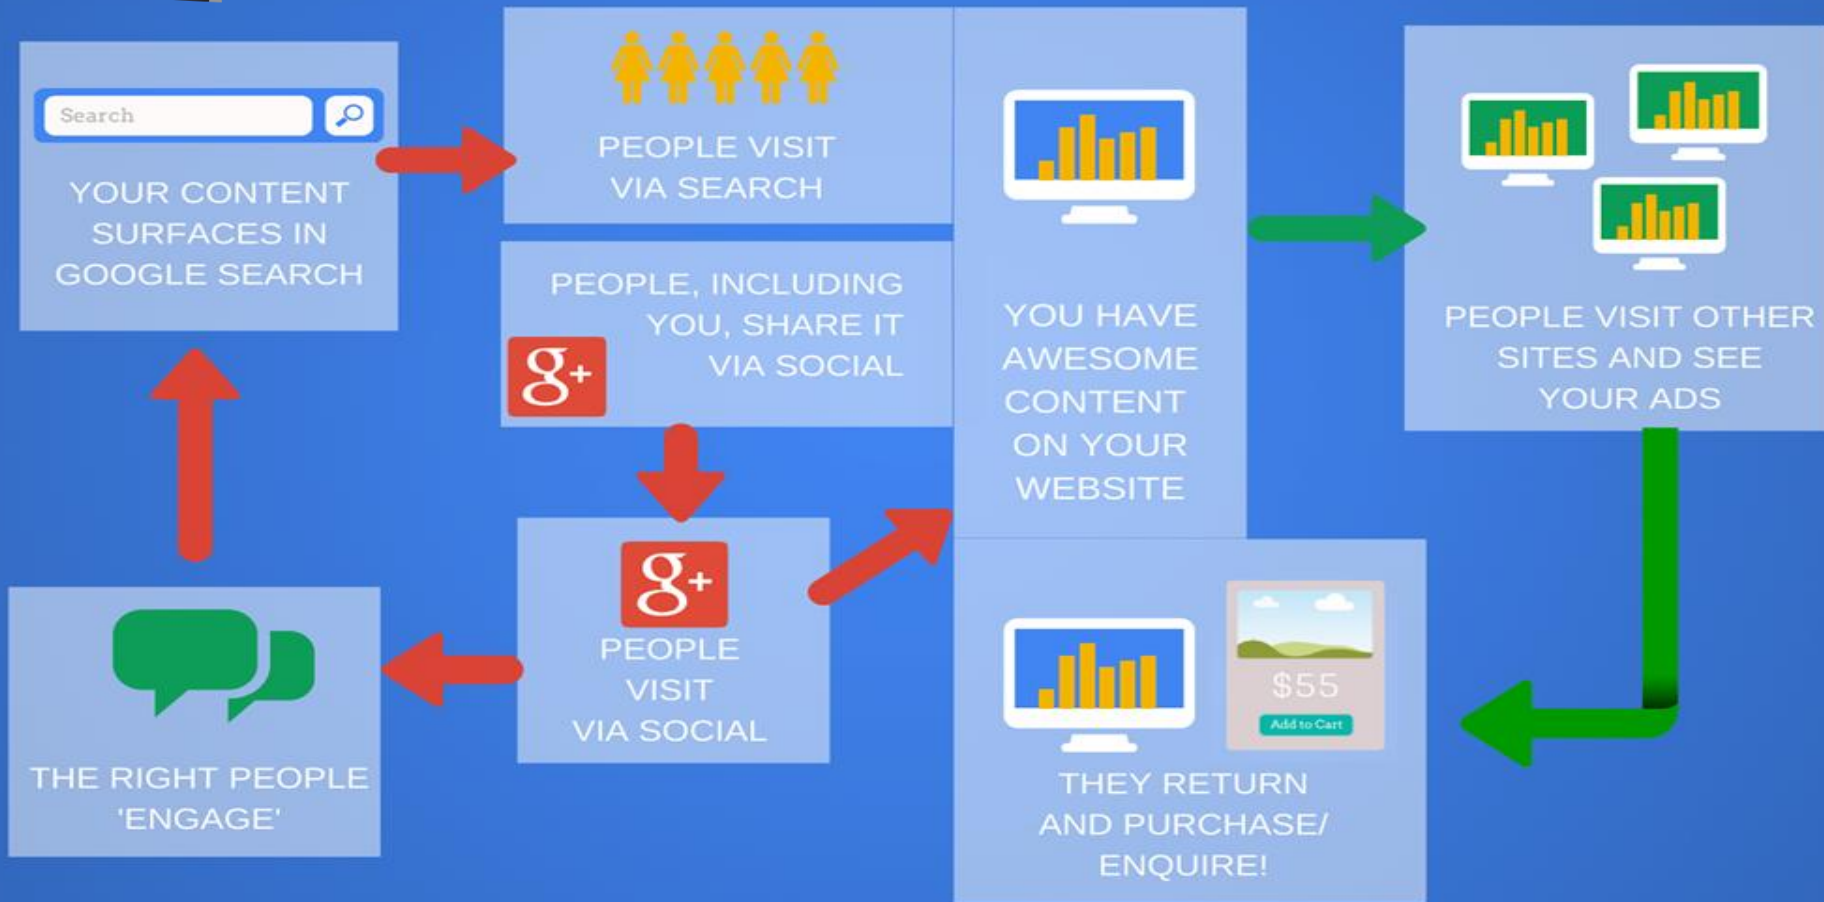 Search
YOUR CONTENT
SURFACES IN
GOOGLE SEARCH
PEOPLE VISIT
VIA SEARCH
PEOPLE, INCLUDING
YOU, SHARE IT
VIA SOCIAL
g+
YOU HAVE
AWESOME
CONTENT
ON YOUR
WEBSITE
PEOPLE VISIT OTHER
SITES AND SEE
YOUR ADS
g+
PEOPLE
VISIT
VIA SOCIAL
THE RIGHT PEOPLE
'ENGAGE'
$55
Add to Cart
THEY RETURN
AND PURCHASE/
ENQUIRE!